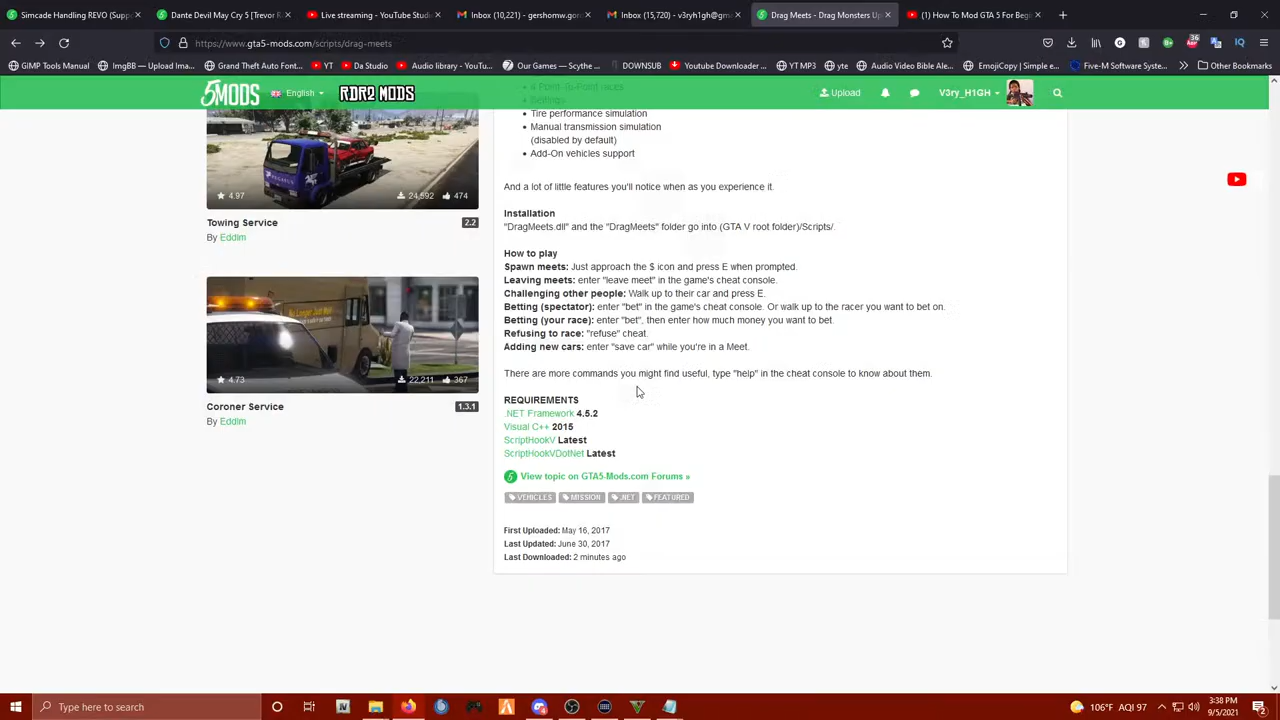 Simcade Handling REVO (Supp
Dante Devil May Cry 5 [Add-
Live streaming - YouTube Studio
Inbox (10,221) - gershomw.gor
Inbox (15,720) - v3ryh1gh@gm
Drag Meets - Drag Monsters Up
(1) How To Mod GTA 5 For Begi
https://www.gta5-mods.com/scripts/drag-meets
36
GIMP Tools Manual
ImgBB — Upload Ima...
Grand Theft Auto Font...
YT
Da Studio
Audio library - YouTu...
Our Games — Scythe ...
DOWNSUB
Youtube Downloader ...
YT MP3
yte
Audio Video Bible Ale...
EmojiCopy | Simple e...
Five-M Software Syste...
Other Bookmarks
5MODS
English
RDR2 MODS
Upload
V3ry_H1GH
4 Point-To-Point races
Settings
Tire performance simulation
Manual transmission simulation
(disabled by default)
Add-On vehicles support
And a lot of little features you'll notice when as you experience it.
4.97
24,592
474
Towing Service
2.2
By Eddlm
Installation
"DragMeets.dll" and the "DragMeets" folder go into (GTA V root folder)/Scripts/.
How to play
Spawn meets: Just approach the $ icon and press E when prompted.
Leaving meets: enter "leave meet" in the game's cheat console.
Challenging other people: Walk up to their car and press E.
Betting (spectator): enter "bet" in the game's cheat console. Or walk up to the racer you want to bet on.
Betting (your race): enter "bet", then enter how much money you want to bet.
Refusing to race: "refuse" cheat.
Adding new cars: enter "save car" while you're in a Meet.
There are more commands you might find useful, type "help" in the cheat console to know about them.
4.73
22,211
367
Coroner Service
1.3.1
By Eddlm
REQUIREMENTS
.NET Framework 4.5.2
Visual C++ 2015
ScriptHookV Latest
ScriptHookVDotNet Latest
5 View topic on GTA5-Mods.com Forums »
VEHICLES
MISSION
.NET
FEATURED
First Uploaded: May 16, 2017
Last Updated: June 30, 2017
Last Downloaded: 2 minutes ago
Type here to search
106°F AQI 97
3:38 PM
9/5/2021
2